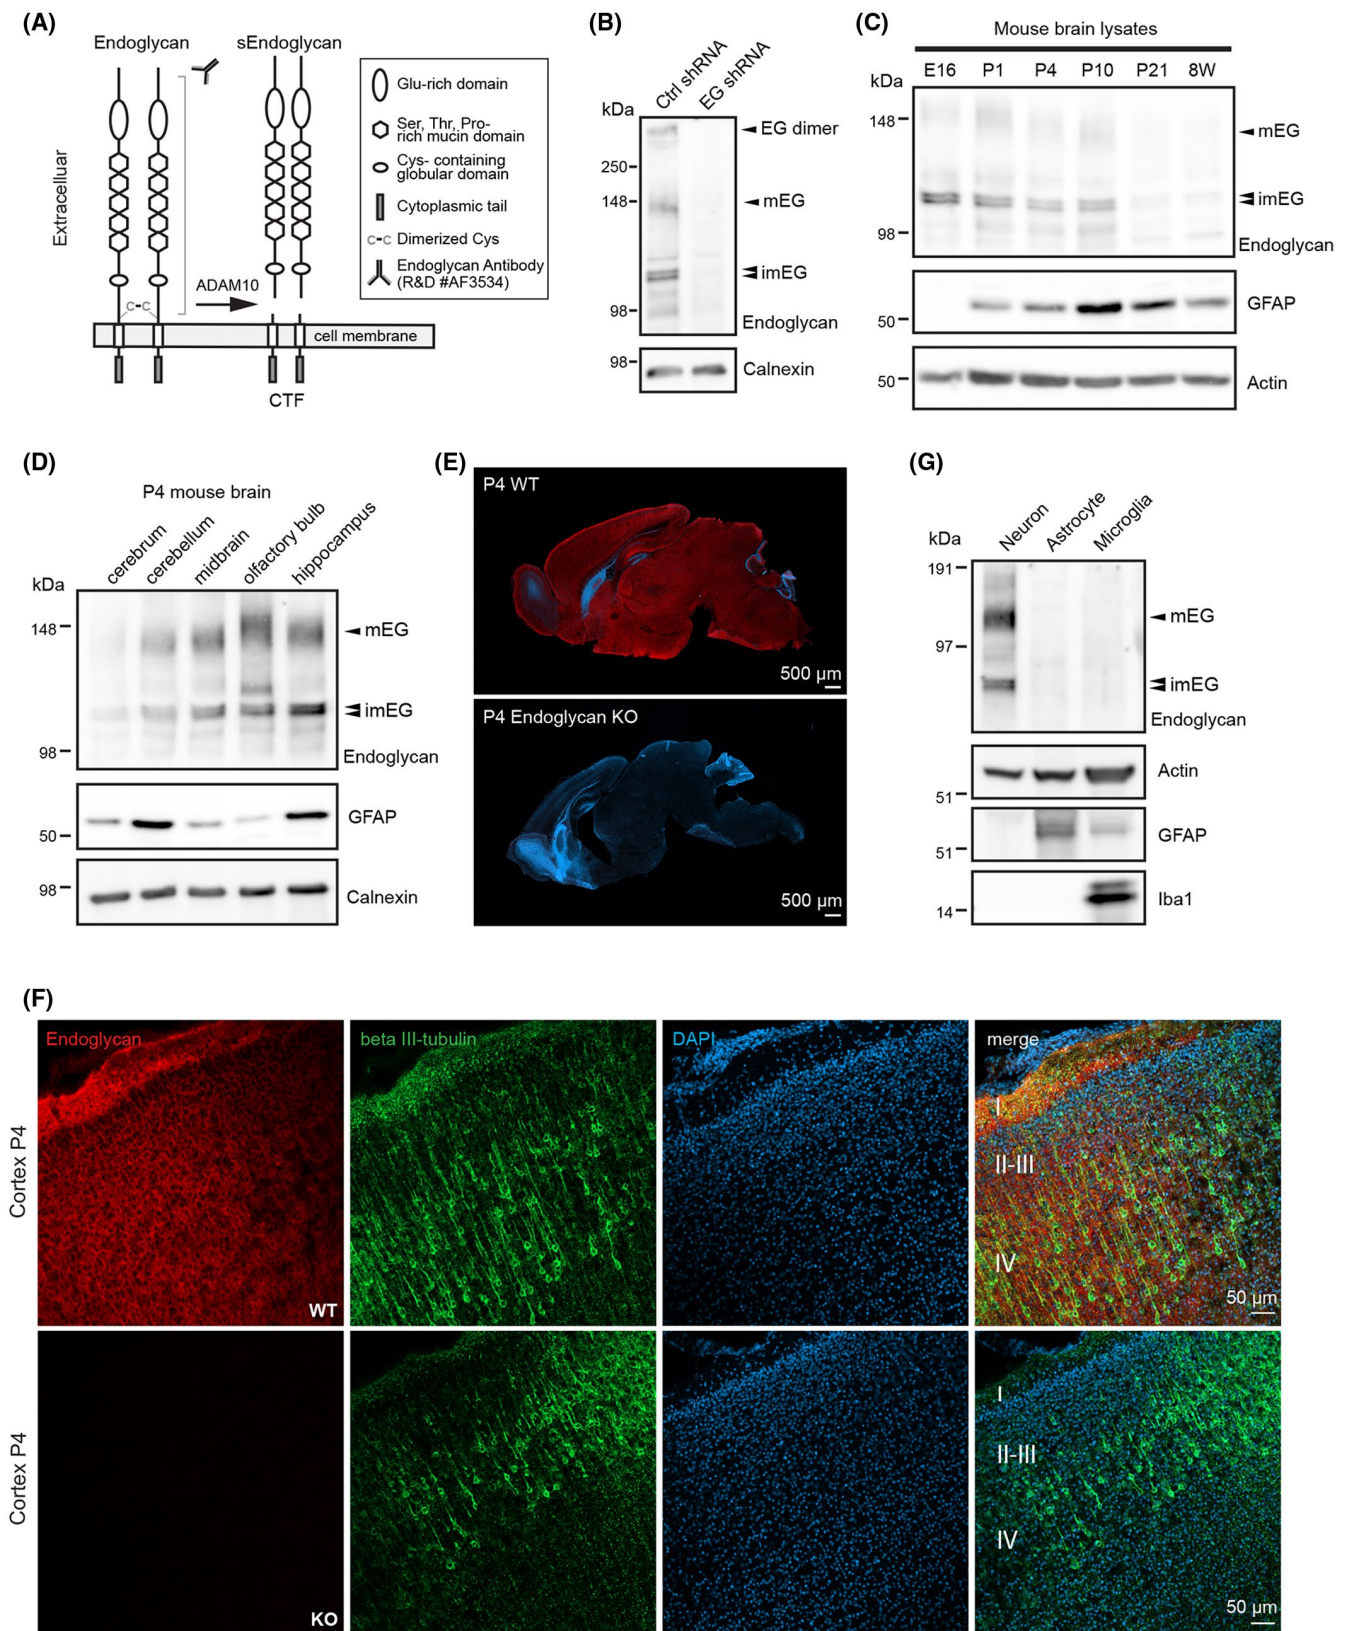 (A)
Endoglycan
sEndoglycan
Extracelluar
ADAM10
C-C
cell membrane
CTF
Glu-rich domain
Ser, Thr, Pro-
rich mucin domain
Cys- containing
globular domain
Cytoplasmic tail
C-C Dimerized Cys
Endoglycan Antibody
(R&D #AF3534)
(B)
Ctrl shRNA
EG shRNA
kDa
EG dimer
250
148
mEG
imEG
98
Endoglycan
98
Calnexin
(C)
Mouse brain lysates
kDa
E16 P1 P4 P10 P21 8W
148
mEG
imEG
98
Endoglycan
GFAP
50
50
Actin
(D)
P4 mouse brain
cerebrum
cerebellum
midbrain
olfactory bulb
hippocampus
kDa
148
mEG
imEG
98
Endoglycan
GFAP
50
98
Calnexin
(E)
P4 WT
500 µm
P4 Endoglycan KO
500 µm
(G)
Neuron
Astrocyte
Microglia
kDa
191
mEG
97
imEG
Endoglycan
Actin
51
GFAP
51
Iba1
14
(F)
Endoglycan
beta III-tubulin
DAPI
merge
Cortex P4
WT
I
II-III
IV
50 µm
Cortex P4
KO
I
II-III
IV
50 µm